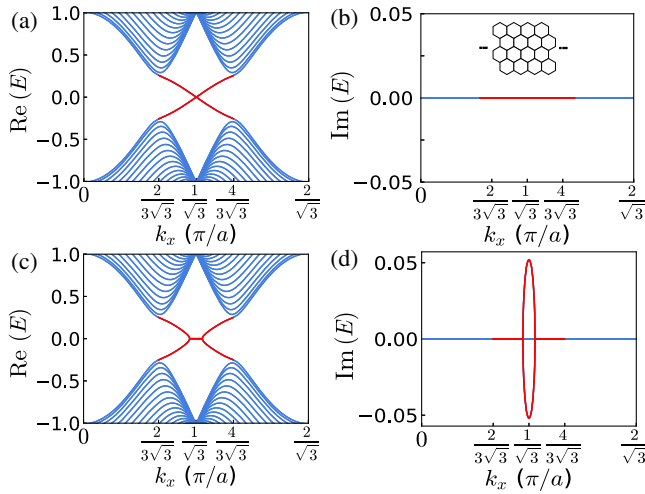 (a)
Re (E)
1.0
0.5
0.0
−0.5
−1.0
0 2/3√3 1/√3 4/3√3 2/√3
k_x (π/a)
(b)
Im (E)
0.05
0.00
−0.05
0 2/3√3 1/√3 4/3√3 2/√3
k_x (π/a)
(c)
Re (E)
1.0
0.5
0.0
−0.5
−1.0
0 2/3√3 1/√3 4/3√3 2/√3
k_x (π/a)
(d)
Im (E)
0.05
0.00
−0.05
0 2/3√3 1/√3 4/3√3 2/√3
k_x (π/a)